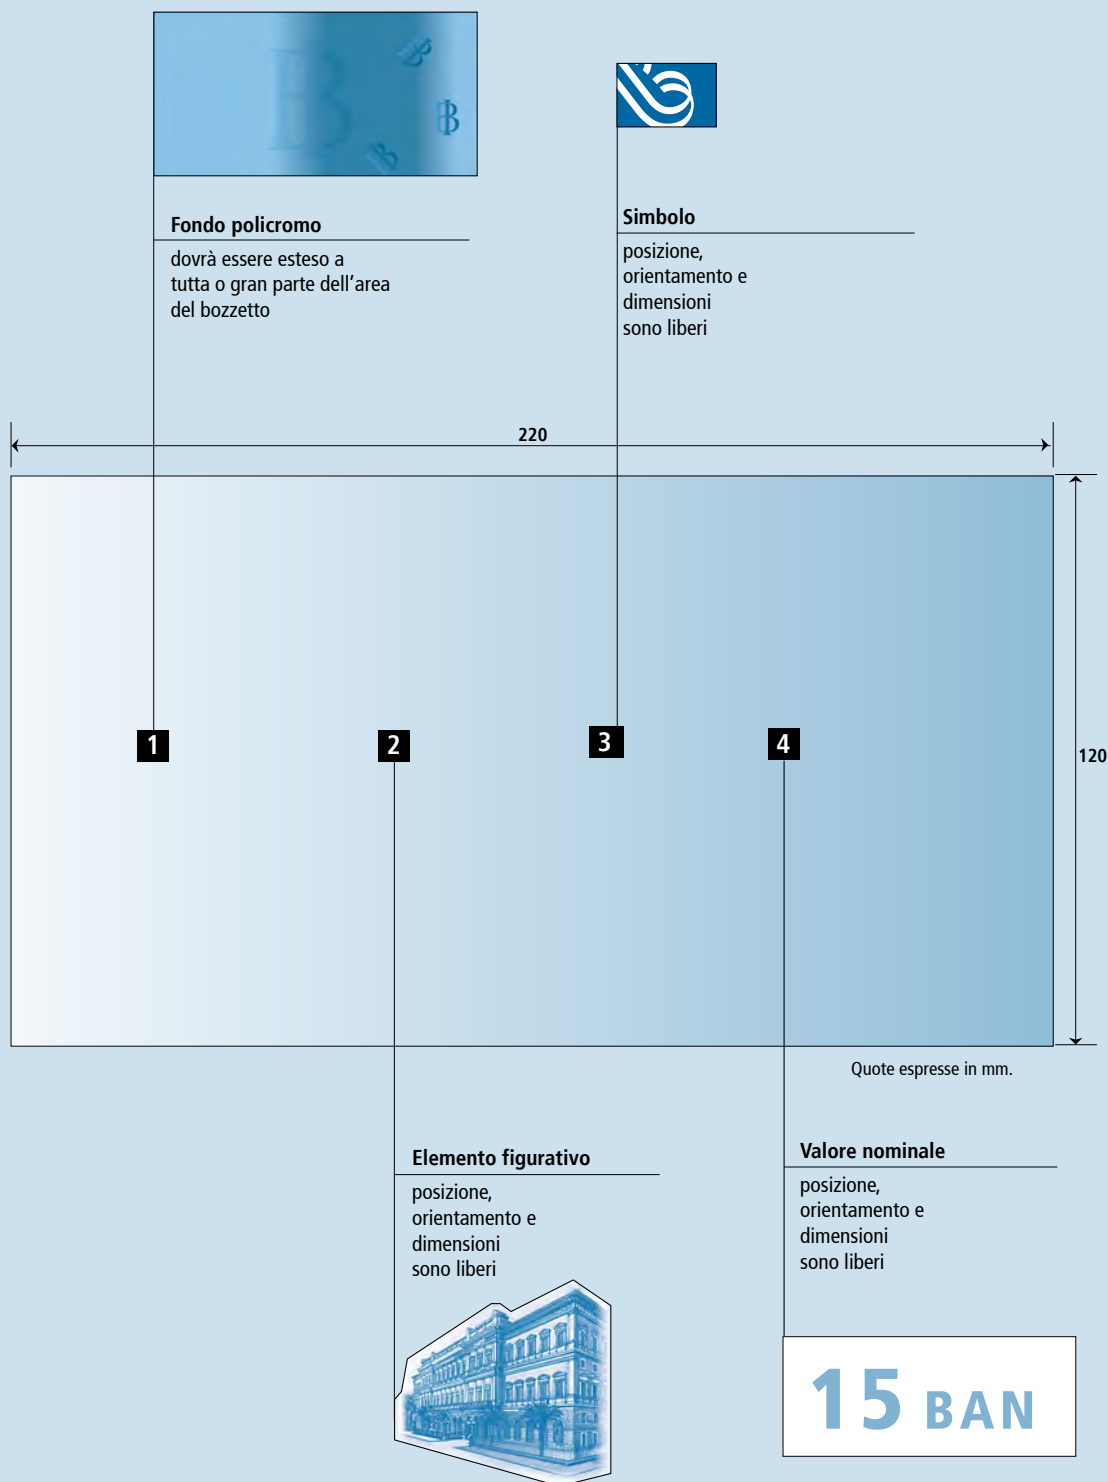 Fondo policromo
dovrà essere esteso a
tutta o gran parte dell'area
del bozzetto
Simbolo
posizione,
orientamento e
dimensioni
sono liberi
220
1
2
3
4
120
Quote espresse in mm.
Elemento figurativo
posizione,
orientamento e
dimensioni
sono liberi
Valore nominale
posizione,
orientamento e
dimensioni
sono liberi
15 BAN